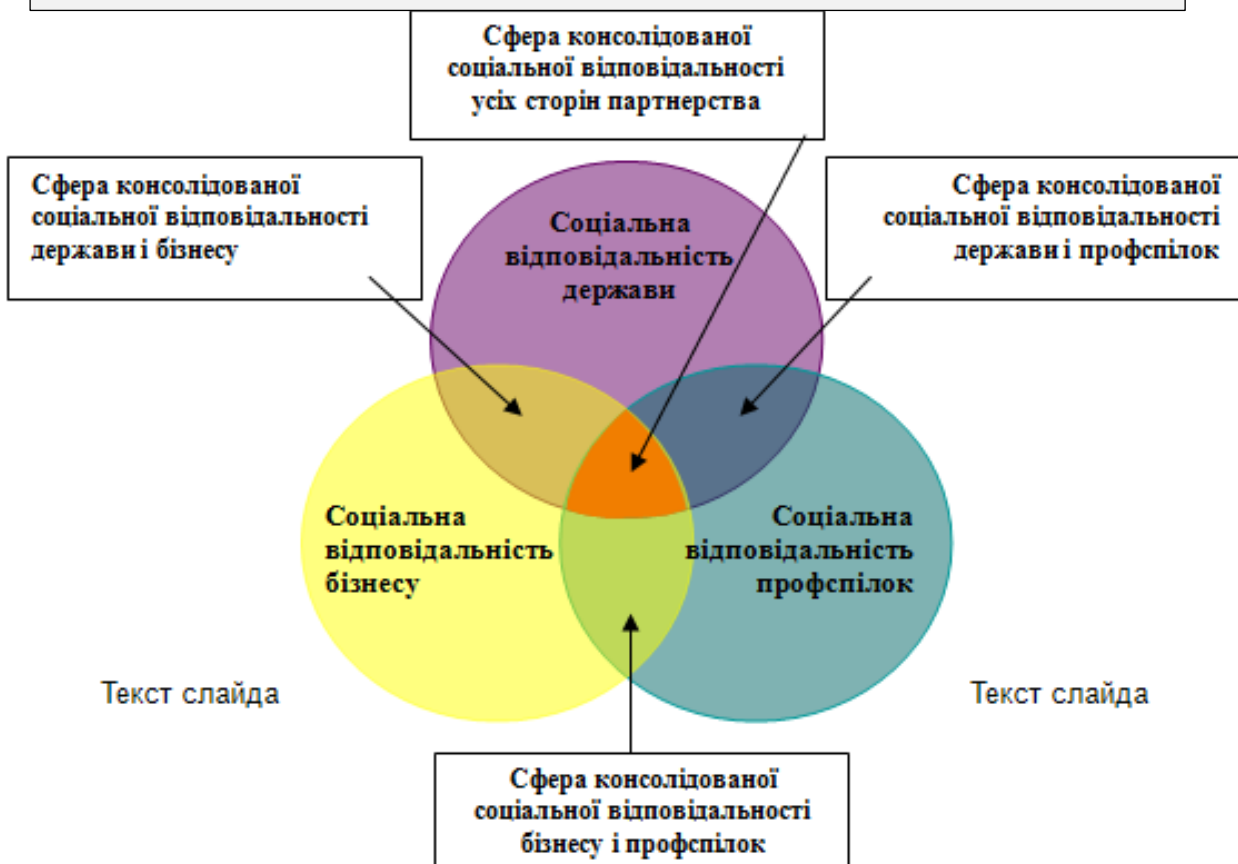 Сфера консолідованої
соціальної відповідальності
усіх сторін партнерства
Сфера консолідованої
соціальної відповідальності
держави і бізнесу
Сфера консолідованої
соціальної відповідальності
держави і профспілок
Соціальна
відповідальність
держави
Соціальна
відповідальність
бізнесу
Соціальна
відповідальність
профспілок
Текст слайда
Текст слайда
Сфера консолідованої
соціальної відповідальності
бізнесу і профспілок